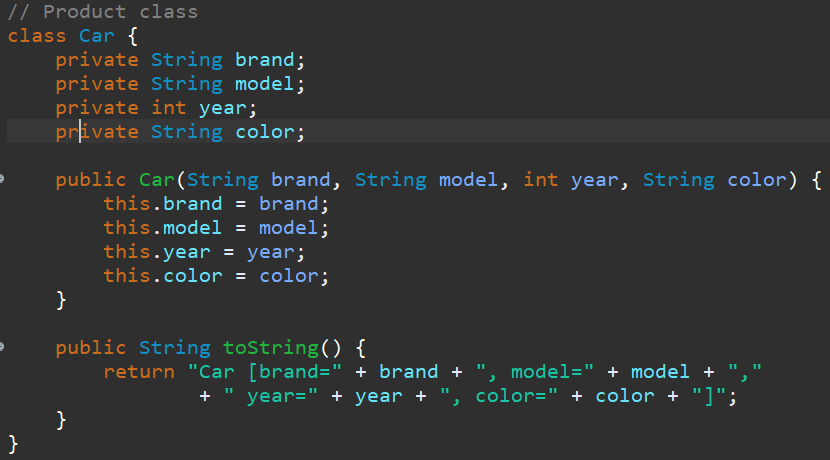 // Product class
class Car {
    private String brand;
    private String model;
    private int year;
    private String color;

    public Car(String brand, String model, int year, String color) {
        this.brand = brand;
        this.model = model;
        this.year = year;
        this.color = color;
    }

    public String toString() {
        return "Car [brand=" + brand + ", model=" + model + ","
                + " year=" + year + ", color=" + color + "]";
    }
}